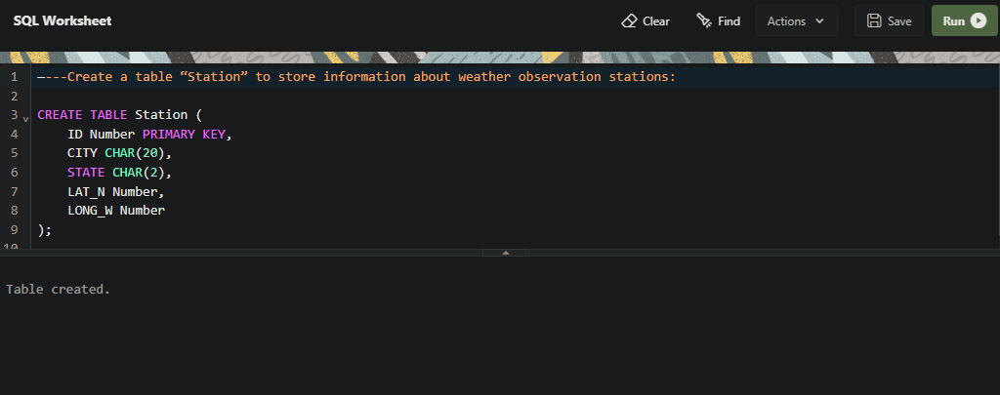 SQL Worksheet
Clear Find Actions Save Run
1 —---Create a table “Station” to store information about weather observation stations:
2
3 CREATE TABLE Station (
4 ID Number PRIMARY KEY,
5 CITY CHAR(20),
6 STATE CHAR(2),
7 LAT_N Number,
8 LONG_W Number
9 );
10
Table created.